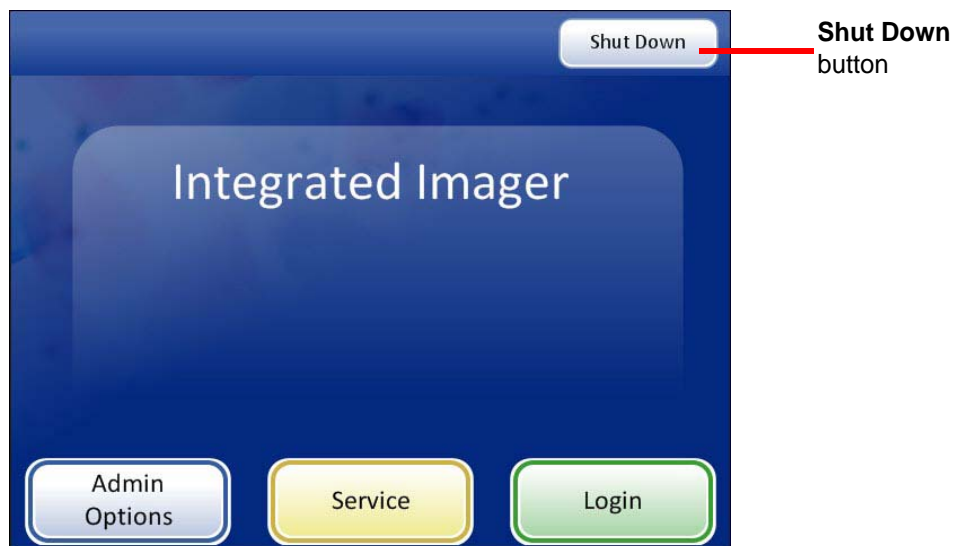 Shut Down
Shut Down
button
Integrated Imager
Admin
Options
Service
Login